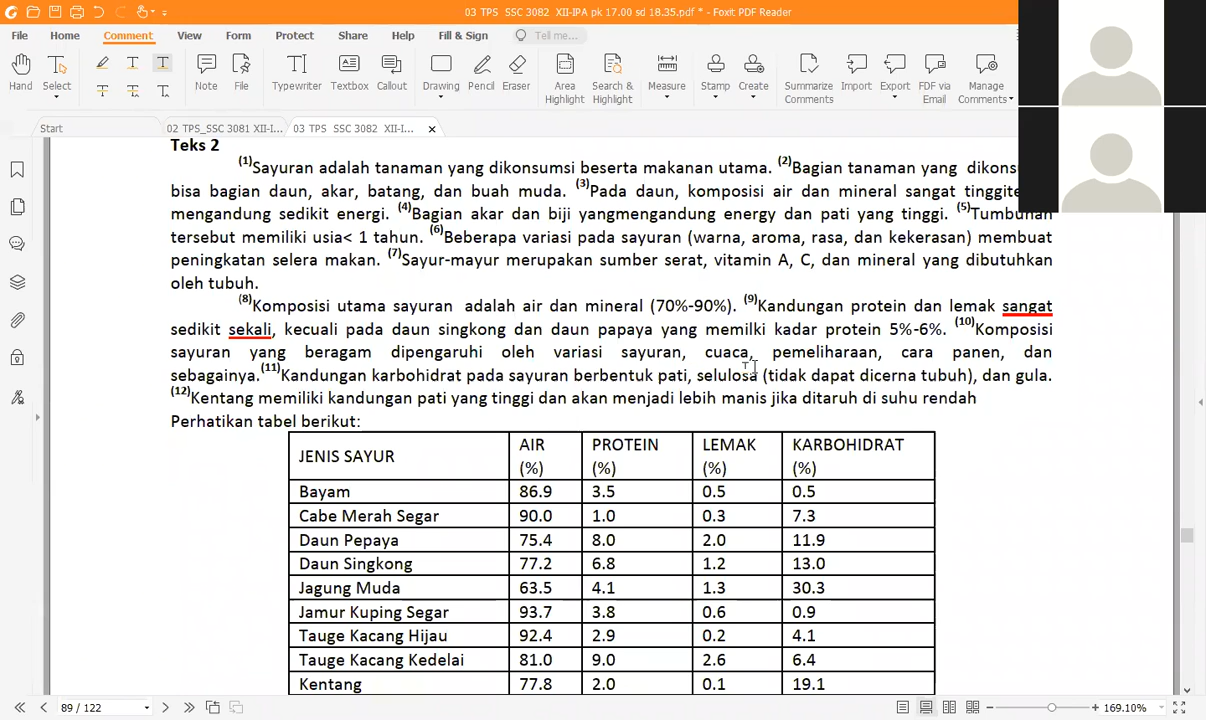 03 TPS SSC 3082 XII-IPA pk 17.00 sd 18.35.pdf * - Foxit PDF Reader
File Home Comment View Form Protect Share Help Fill & Sign Tell me...
Hand Select Note File Typewriter Textbox Callout Drawing Pencil Eraser Area Highlight Search & Highlight Measure Stamp Create Summarize Comments Import Export FDF via Email Manage Comments
Start 02 TPS_SSC 3081 XII-I... 03 TPS SSC 3082 XII-I...
Teks 2
(1)Sayuran adalah tanaman yang dikonsumsi beserta makanan utama. (2)Bagian tanaman yang
bisa bagian daun, akar, batang, dan buah muda. (3)Pada daun, komposisi air dan mineral sangat
mengandung sedikit energi. (4)Bagian akar dan biji yangmengandung energy dan pati yang tinggi. (5)Tumbuhan
tersebut memiliki usia< 1 tahun. (6)Beberapa variasi pada sayuran (warna, aroma, rasa, dan kekerasan) membuat
peningkatan selera makan. (7)Sayur-mayur merupakan sumber serat, vitamin A, C, dan mineral yang dibutuhkan
oleh tubuh.
(8)Komposisi utama sayuran adalah air dan mineral (70%-90%). (9)Kandungan protein dan lemak sangat
sedikit sekali, kecuali pada daun singkong dan daun papaya yang memilki kadar protein 5%-6%. (10)Komposisi
sayuran yang beragam dipengaruhi oleh variasi sayuran, cuaca, pemeliharaan, cara panen, dan
sebagainya.(11)Kandungan karbohidrat pada sayuran berbentuk pati, selulosa (tidak dapat dicerna tubuh), dan gula.
(12)Kentang memiliki kandungan pati yang tinggi dan akan menjadi lebih manis jika ditaruh di suhu rendah
Perhatikan tabel berikut:
JENIS SAYUR AIR (%) PROTEIN (%) LEMAK (%) KARBOHIDRAT (%)
Bayam 86.9 3.5 0.5 0.5
Cabe Merah Segar 90.0 1.0 0.3 7.3
Daun Pepaya 75.4 8.0 2.0 11.9
Daun Singkong 77.2 6.8 1.2 13.0
Jagung Muda 63.5 4.1 1.3 30.3
Jamur Kuping Segar 93.7 3.8 0.6 0.9
Tauge Kacang Hijau 92.4 2.9 0.2 4.1
Tauge Kacang Kedelai 81.0 9.0 2.6 6.4
Kentang 77.8 2.0 0.1 19.1
89 / 122 169.10%